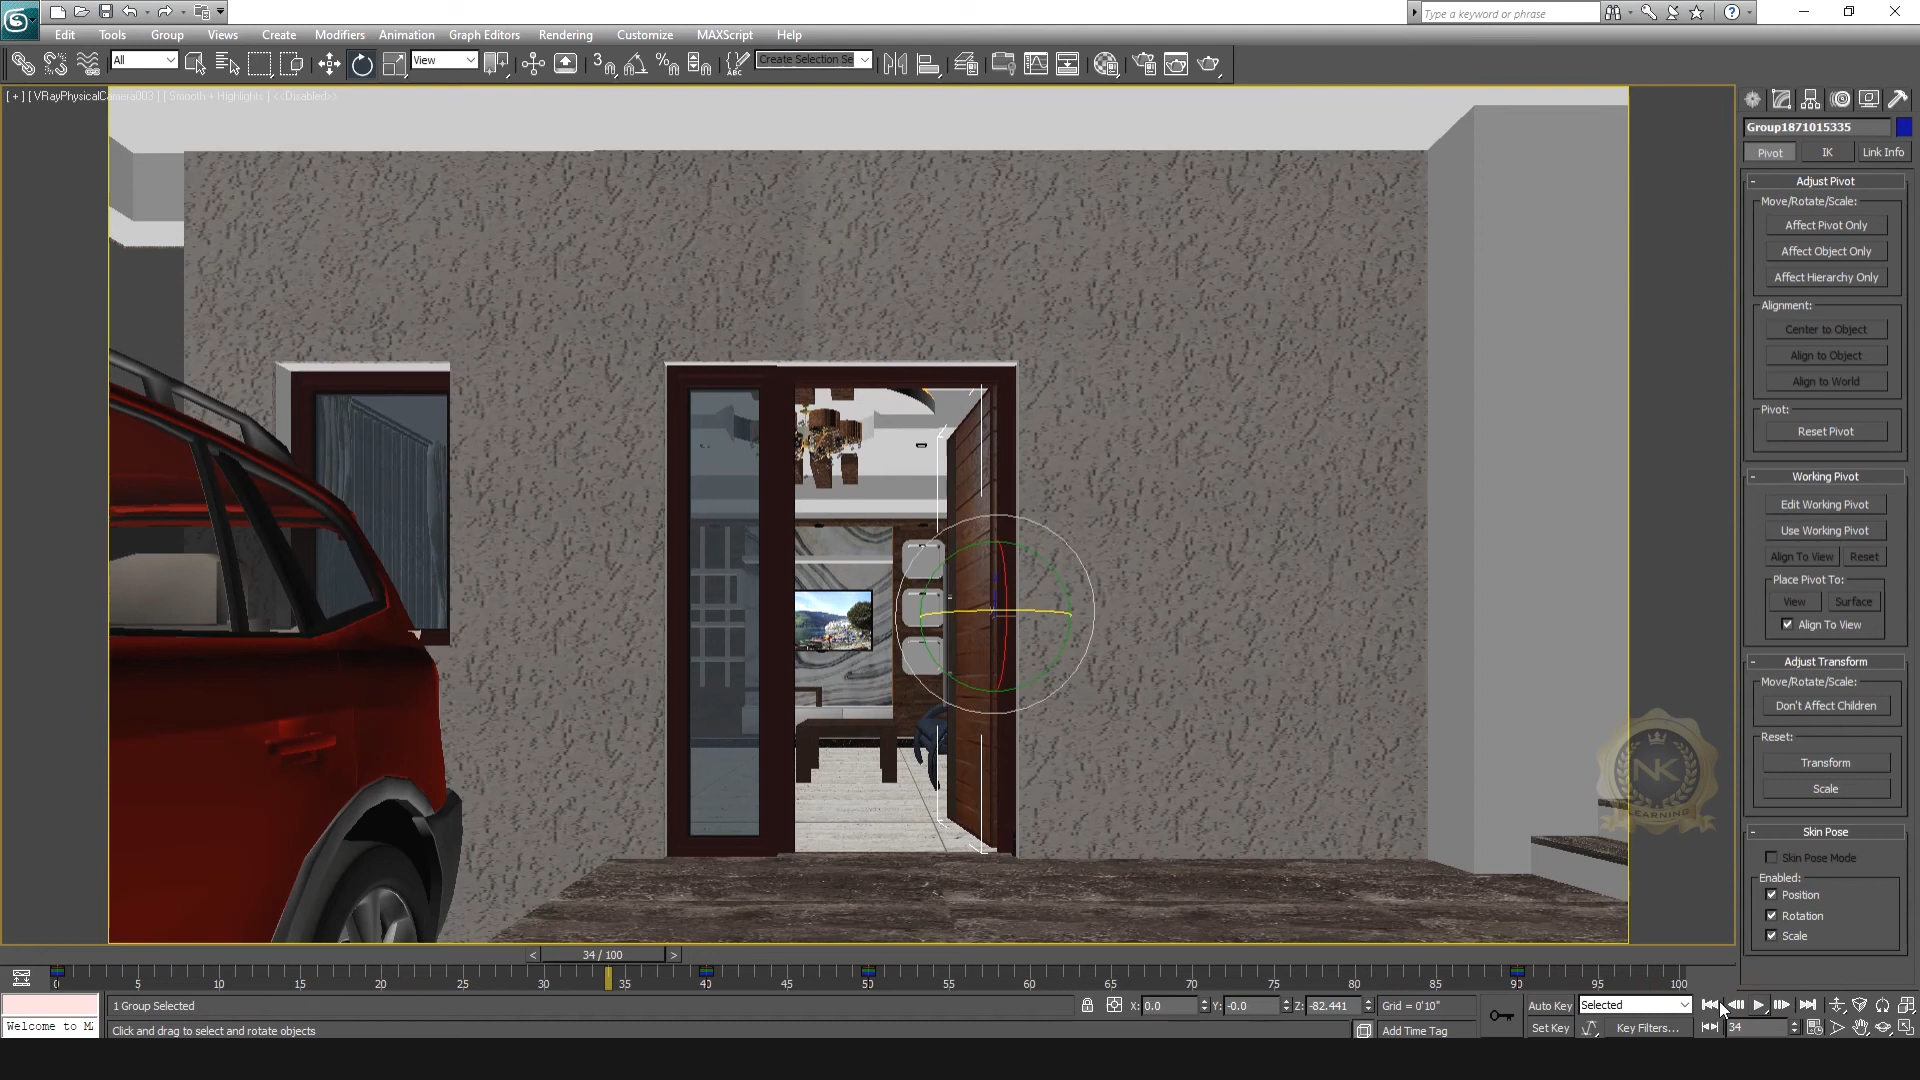 Type a keyword or phrase
Edit Tools Group Views Create Modifiers Animation Graph Editors Rendering Customize MAXScript Help
All View Create Selection Se
[ + ] [ VRayPhysicalCamera003 ] [ Smooth + Highlights ] <<Disabled>>
Group1871015335
Pivot IK Link Info
- Adjust Pivot
Move/Rotate/Scale:
Affect Pivot Only
Affect Object Only
Affect Hierarchy Only
Alignment:
Center to Object
Align to Object
Align to World
Pivot:
Reset Pivot
- Working Pivot
Edit Working Pivot
Use Working Pivot
Align To View Reset
Place Pivot To:
View Surface
Align To View
- Adjust Transform
Move/Rotate/Scale:
Don't Affect Children
Reset:
Transform
Scale
NK
LEARNING
- Skin Pose
Skin Pose Mode
Enabled:
Position
Rotation
Scale
< 34 / 100 >
0 5 10 15 20 25 30 35 40 45 50 55 60 65 70 75 80 85 90 95 100
1 Group Selected X: 0.0 Y: -0.0 Z: -82.441 Grid = 0'10" Auto Key Selected
Welcome to MA Click and drag to select and rotate objects Add Time Tag Set Key Key Filters... 34